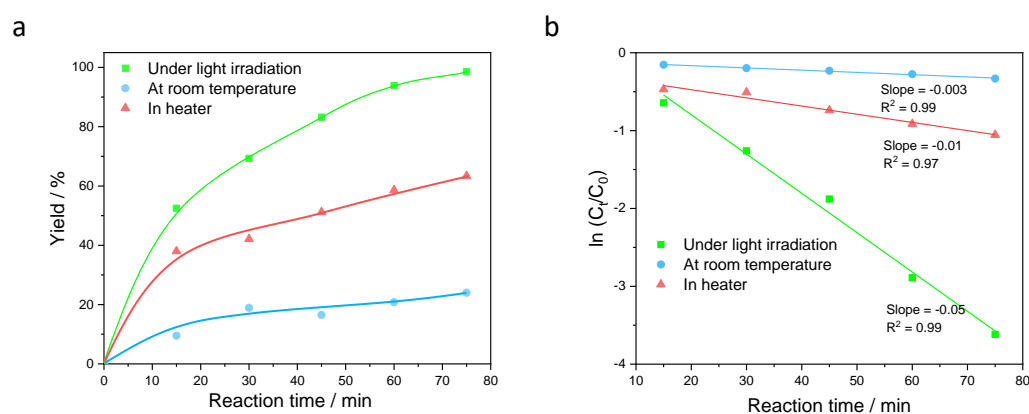 a
100
80
60
40
20
0
Yield / %
Under light irradiation
At room temperature
In heater
0 10 20 30 40 50 60 70 80
Reaction time / min
b
0
-1
-2
-3
-4
ln (Cₜ/C₀)
Slope = -0.003
R² = 0.99
Slope = -0.01
R² = 0.97
Under light irradiation
At room temperature
In heater
Slope = -0.05
R² = 0.99
10 20 30 40 50 60 70 80
Reaction time / min